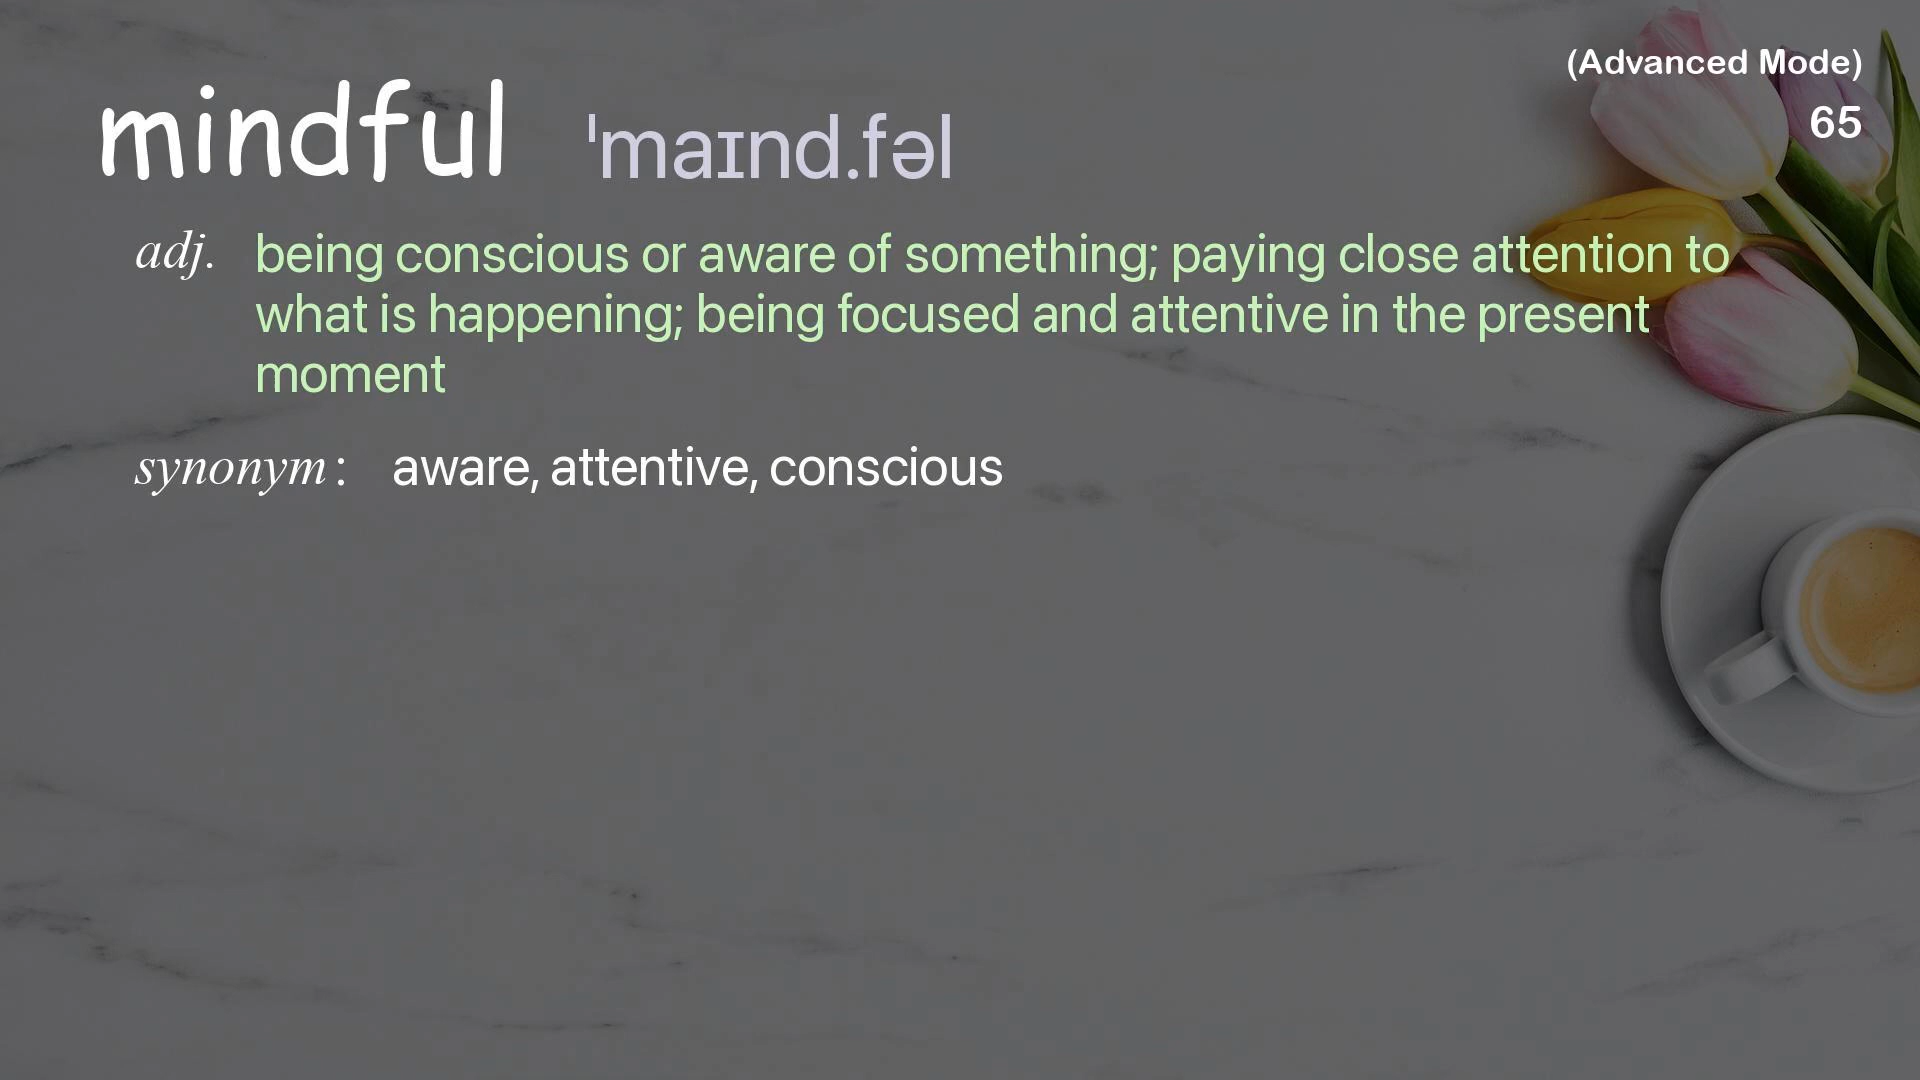 (Advanced Mode)
65
mindful ˈmaɪnd.fəl
adj. being conscious or aware of something; paying close attention to
what is happening; being focused and attentive in the present
moment
synonym: aware, attentive, conscious